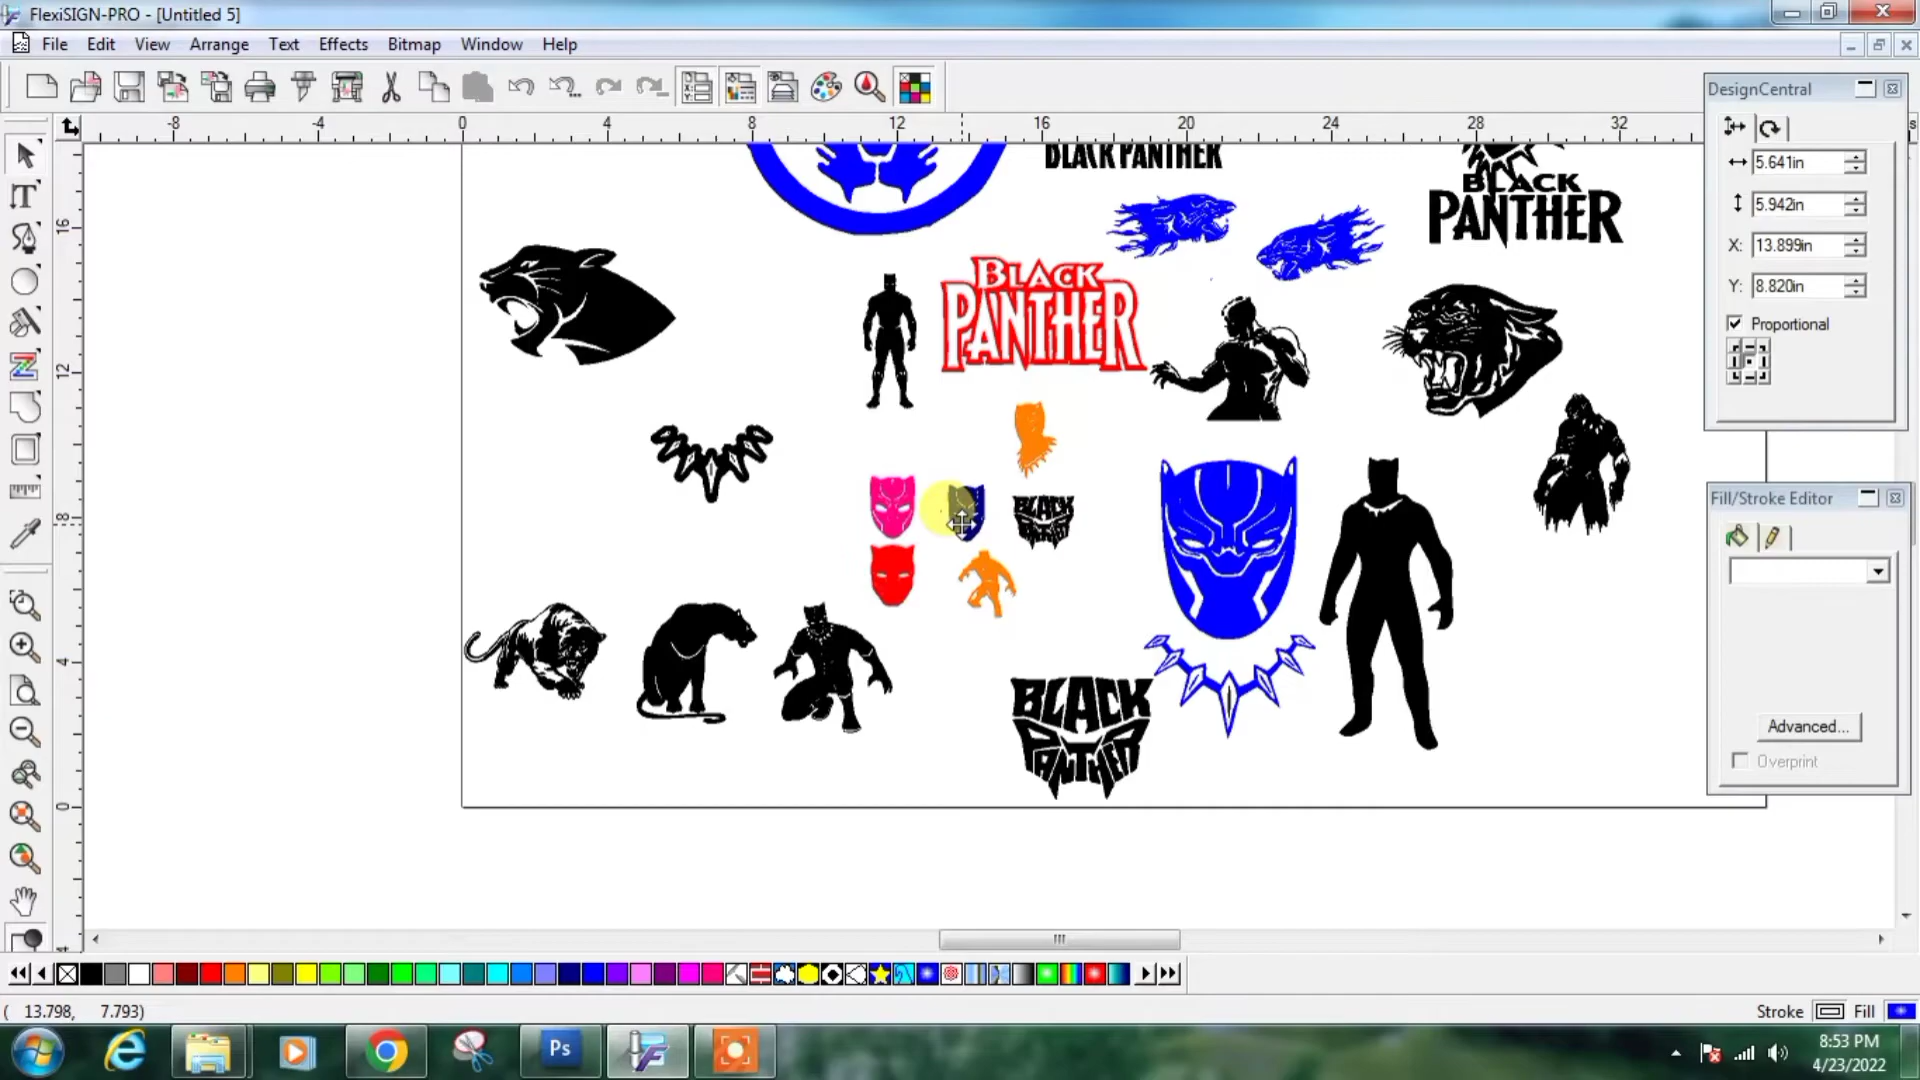 FlexiSIGN-PRO - [Untitled 5]
File Edit View Arrange Text Effects Bitmap Window Help
DesignCentral
5.641in
5.942in
X: 13.899in
Y: 8.820in
Proportional
-8 -4 0 4 8 12 16 20 24 28 32
16
12
8
4
0
BLACK PANTHER
BLACK
PANTHER
BLACK
PANTHER
BLACK
PANTHER
BLACK
PANTHER
Fill/Stroke Editor
Advanced...
Overprint
( 13.798, 7.793)
Stroke Fill
Ps
8:53 PM
4/23/2022